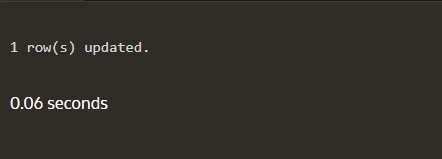 1 row(s) updated.
0.06 seconds